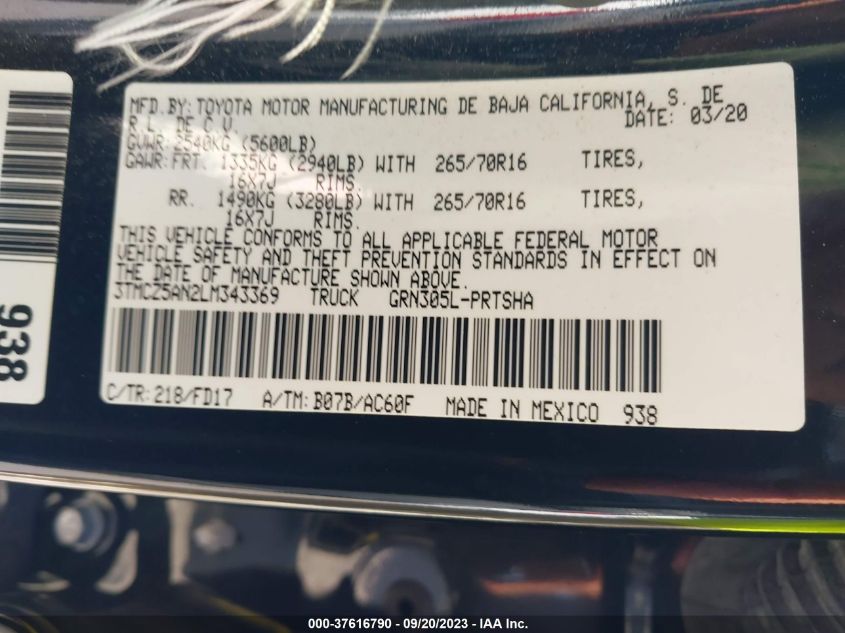 MFD.BY: TOYOTA MOTOR MANUFACTURING DE BAJA CALIFORNIA, S. DE
R.L. DE C.V. DATE: 03/20
GVWR: 2540KG (5600LB)
GAWR: FRT. 1335KG (2940LB) WITH 265/70R16 TIRES,
16X7J RIMS.
RR. 1490KG (3280LB) WITH 265/70R16 TIRES,
16X7J RIMS.
THIS VEHICLE CONFORMS TO ALL APPLICABLE FEDERAL MOTOR
VEHICLE SAFETY AND THEFT PREVENTION STANDARDS IN EFFECT ON
THE DATE OF MANUFACTURE SHOWN ABOVE.
3TMCZ5AN2LM343369 TRUCK GRN305L-PRTSHA
C/TR: 218/FD17 A/TM: B07B/AC60F MADE IN MEXICO 938
938
000-37616790 — 09/20/2023 — IAA Inc.